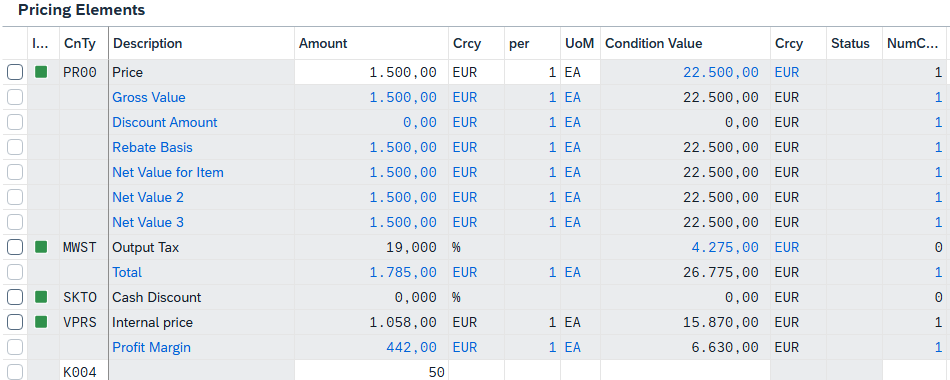 Pricing Elements
I... CnTy Description Amount Crcy per UoM Condition Value Crcy Status NumC...
PR00 Price 1.500,00 EUR 1 EA 22.500,00 EUR 1
Gross Value 1.500,00 EUR 1 EA 22.500,00 EUR 1
Discount Amount 0,00 EUR 1 EA 0,00 EUR 1
Rebate Basis 1.500,00 EUR 1 EA 22.500,00 EUR 1
Net Value for Item 1.500,00 EUR 1 EA 22.500,00 EUR 1
Net Value 2 1.500,00 EUR 1 EA 22.500,00 EUR 1
Net Value 3 1.500,00 EUR 1 EA 22.500,00 EUR 1
MWST Output Tax 19,000 % 4.275,00 EUR 0
Total 1.785,00 EUR 1 EA 26.775,00 EUR 1
SKTO Cash Discount 0,000 % 0,00 EUR 0
VPRS Internal price 1.058,00 EUR 1 EA 15.870,00 EUR 1
Profit Margin 442,00 EUR 1 EA 6.630,00 EUR 1
K004 50